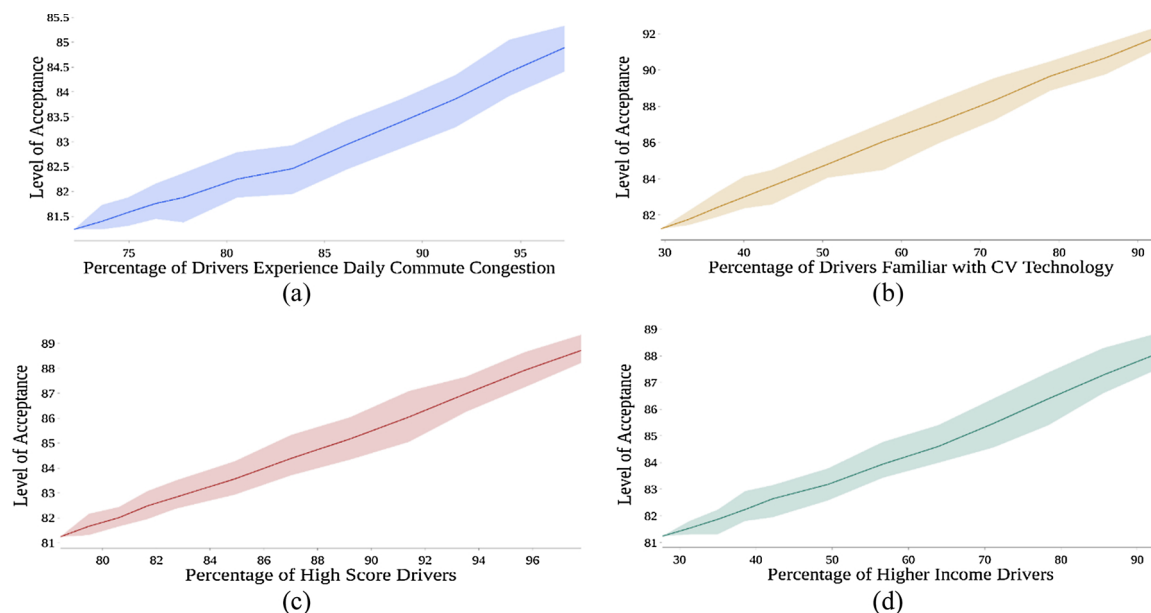 85.5
85
84.5
84
83.5
83
82.5
82
81.5
Level of Acceptance
75 80 85 90 95
Percentage of Drivers Experience Daily Commute Congestion
(a)
92
90
88
86
84
82
Level of Acceptance
30 40 50 60 70 80 90
Percentage of Drivers Familiar with CV Technology
(b)
89
88
87
86
85
84
83
82
81
Level of Acceptance
80 82 84 86 88 90 92 94 96
Percentage of High Score Drivers
(c)
89
88
87
86
85
84
83
82
81
Level of Acceptance
30 40 50 60 70 80 90
Percentage of Higher Income Drivers
(d)